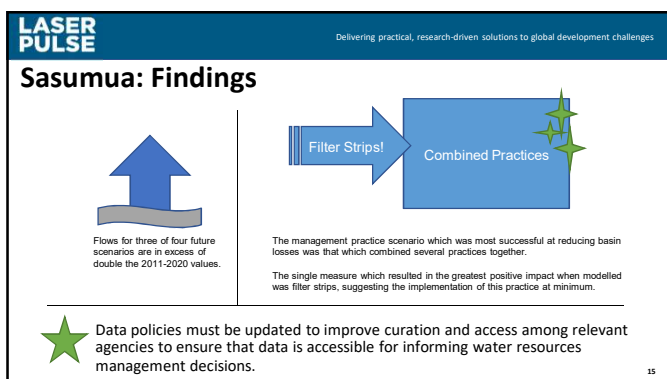 LASER
PULSE
Delivering practical, research-driven solutions to global development challenges
Sasumua: Findings
Filter Strips!
Combined Practices
Flows for three of four future
scenarios are in excess of
double the 2011-2020 values.
The management practice scenario which was most successful at reducing basin
losses was that which combined several practices together.
The single measure which resulted in the greatest positive impact when modelled
was filter strips, suggesting the implementation of this practice at minimum.
Data policies must be updated to improve curation and access among relevant
agencies to ensure that data is accessible for informing water resources
management decisions.
15